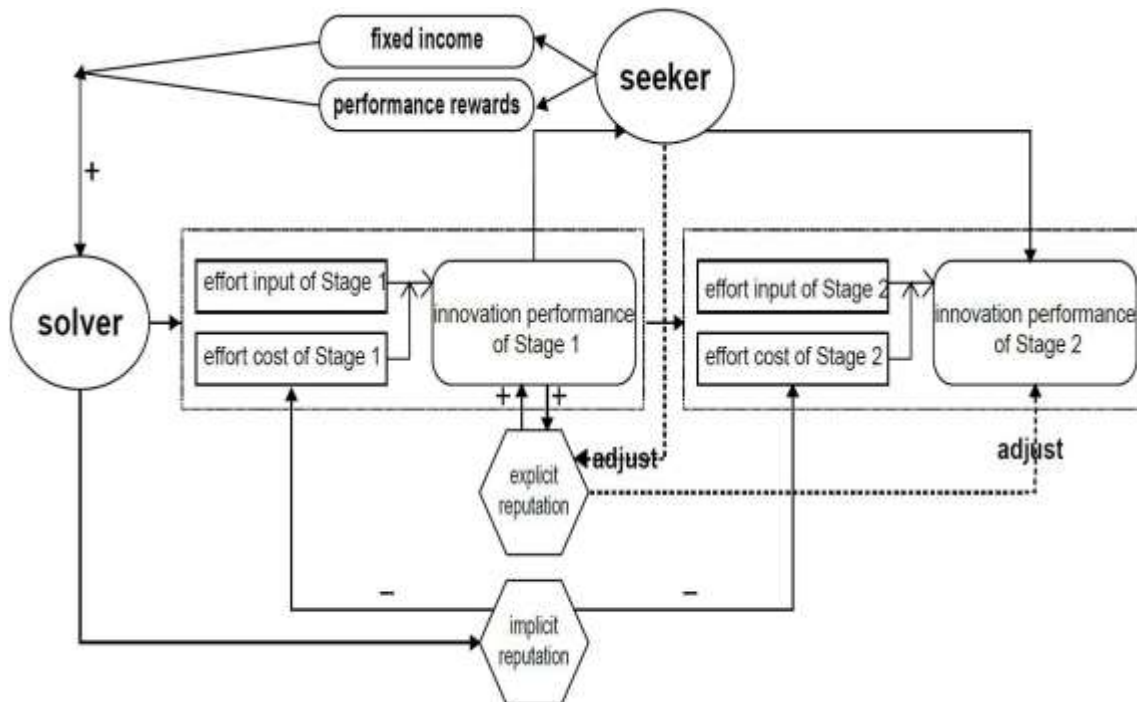 fixed income
seeker
performance rewards
+
effort input of Stage 1
effort input of Stage 2
solver
innovation performance
of Stage 1
innovation performance
of Stage 2
effort cost of Stage 1
effort cost of Stage 2
+
+
adjust
adjust
explicit
reputation
–
–
implicit
reputation